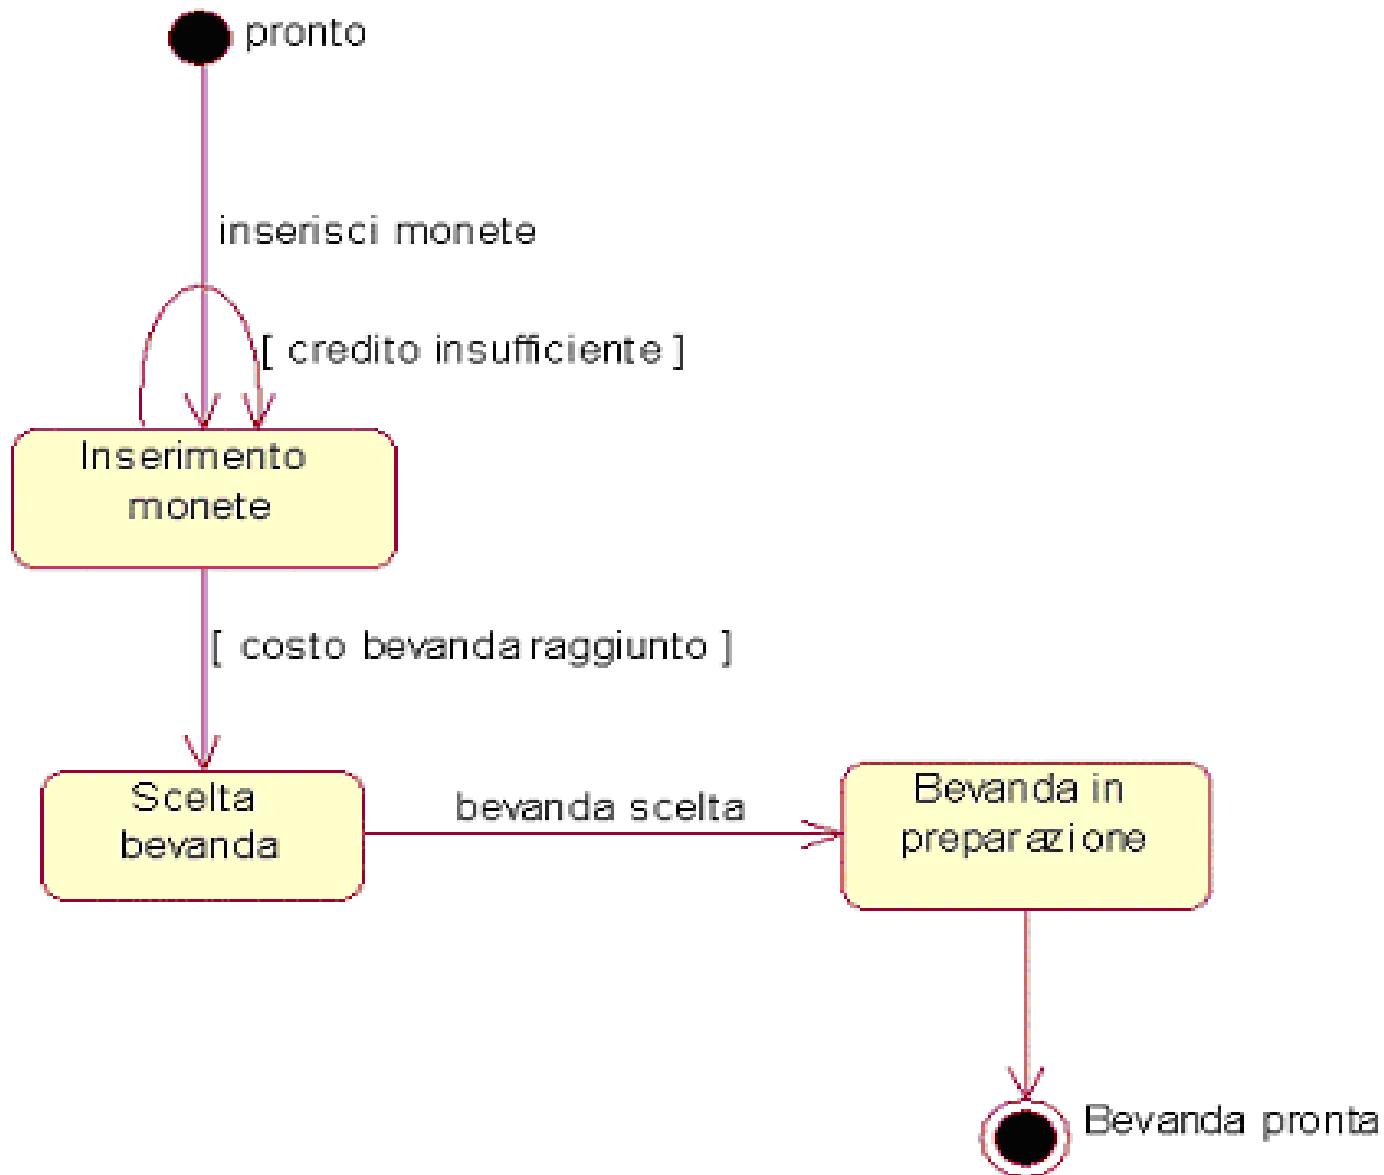 pronto
inserisci monete
[ credito insufficiente ]
Inserimento
monete
[ costo bevanda raggiunto ]
Scelta
bevanda
bevanda scelta
Bevanda in
preparazione
Bevanda pronta